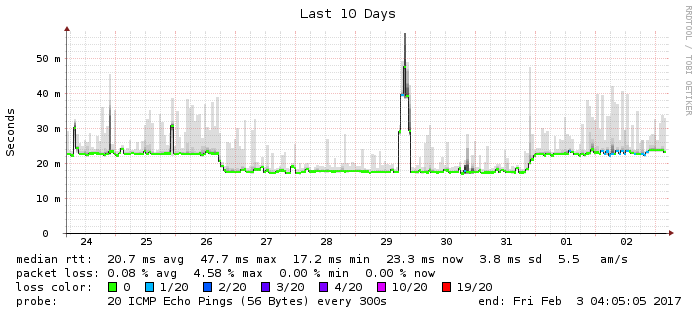 Last 10 Days
RRDTOOL / TOBI OETIKER
Seconds
50 m
40 m
30 m
20 m
10 m
0
24 25 26 27 28 29 30 31 01 02
median rtt: 20.7 ms avg 47.7 ms max 17.2 ms min 23.3 ms now 3.8 ms sd 5.5 am/s
packet loss: 0.08 % avg 4.58 % max 0.00 % min 0.00 % now
loss color: 0 1/20 2/20 3/20 4/20 10/20 19/20
probe: 20 ICMP Echo Pings (56 Bytes) every 300s end: Fri Feb 3 04:05:05 2017